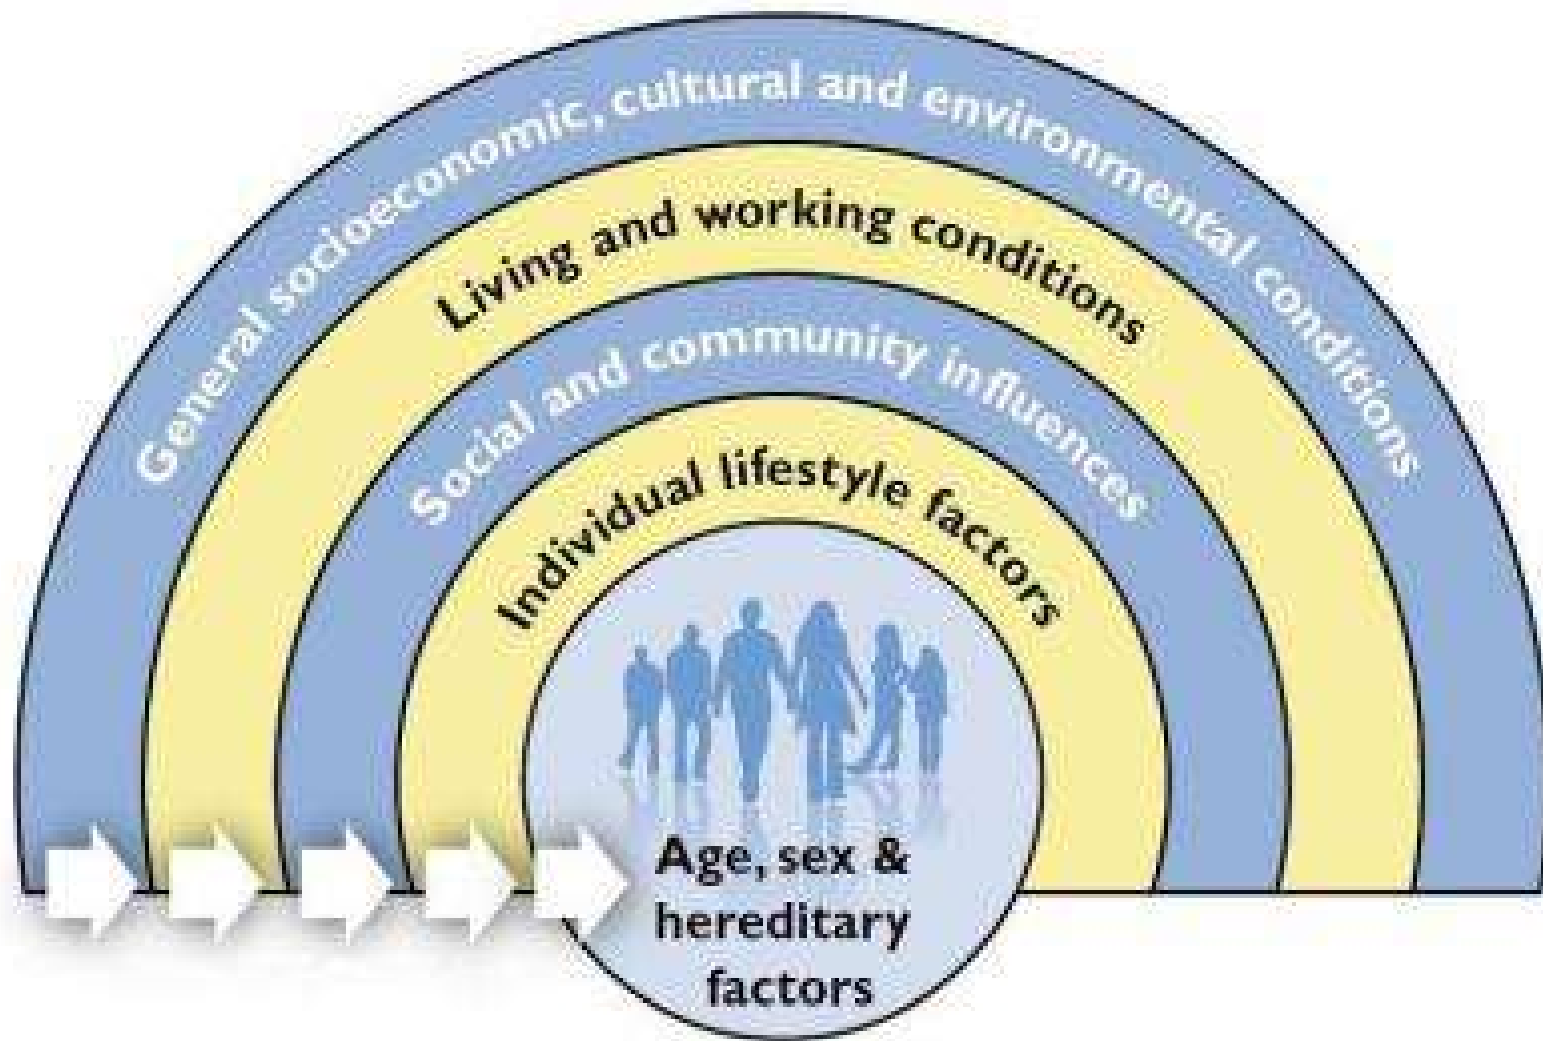 General socioeconomic, cultural and environmental conditions
Living and working conditions
Social and community influences
Individual lifestyle factors
Age, sex &
hereditary
factors